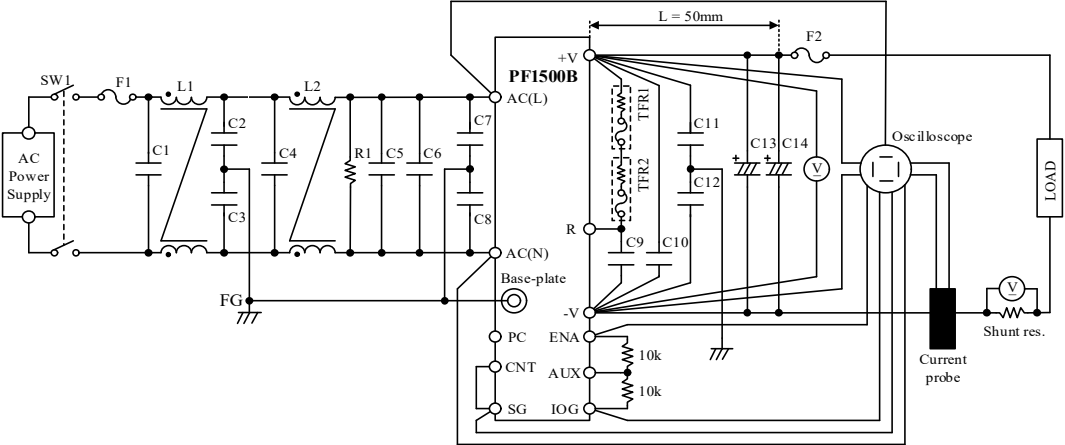 L = 50mm
F2
+V
PF1500B
SW1
F1
L1
L2
AC(L)
TFR1
C2
C7
C11
C13
C14
Oscilloscope
AC
Power
Supply
C1
C4
R1
C5
C6
V
TFR2
C12
LOAD
C3
C8
R
C9
C10
AC(N)
Base-plate
FG
V
-V
Shunt res.
PC
ENA
10k
Current
probe
CNT
AUX
10k
SG
IOG